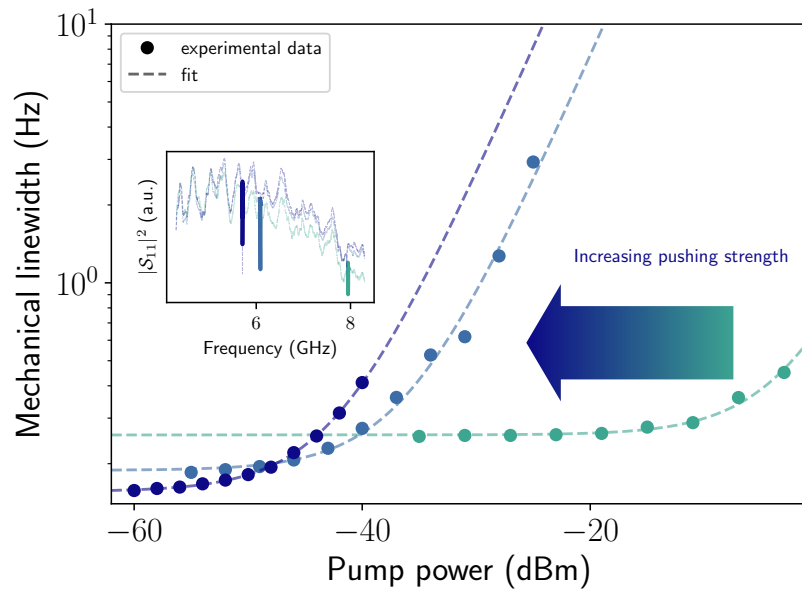 10¹
experimental data
fit
Mechanical linewidth (Hz)
|𝒮₁₁|² (a.u.)
6
8
Frequency (GHz)
10⁰
Increasing pushing strength
−60
−40
−20
Pump power (dBm)